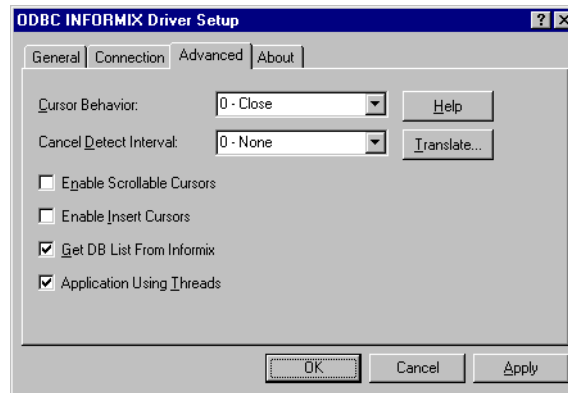 ODBC INFORMIX Driver Setup
General Connection Advanced About
Cursor Behavior: 0 - Close Help
Cancel Detect Interval: 0 - None Translate...
Enable Scrollable Cursors
Enable Insert Cursors
Get DB List From Informix
Application Using Threads
OK Cancel Apply